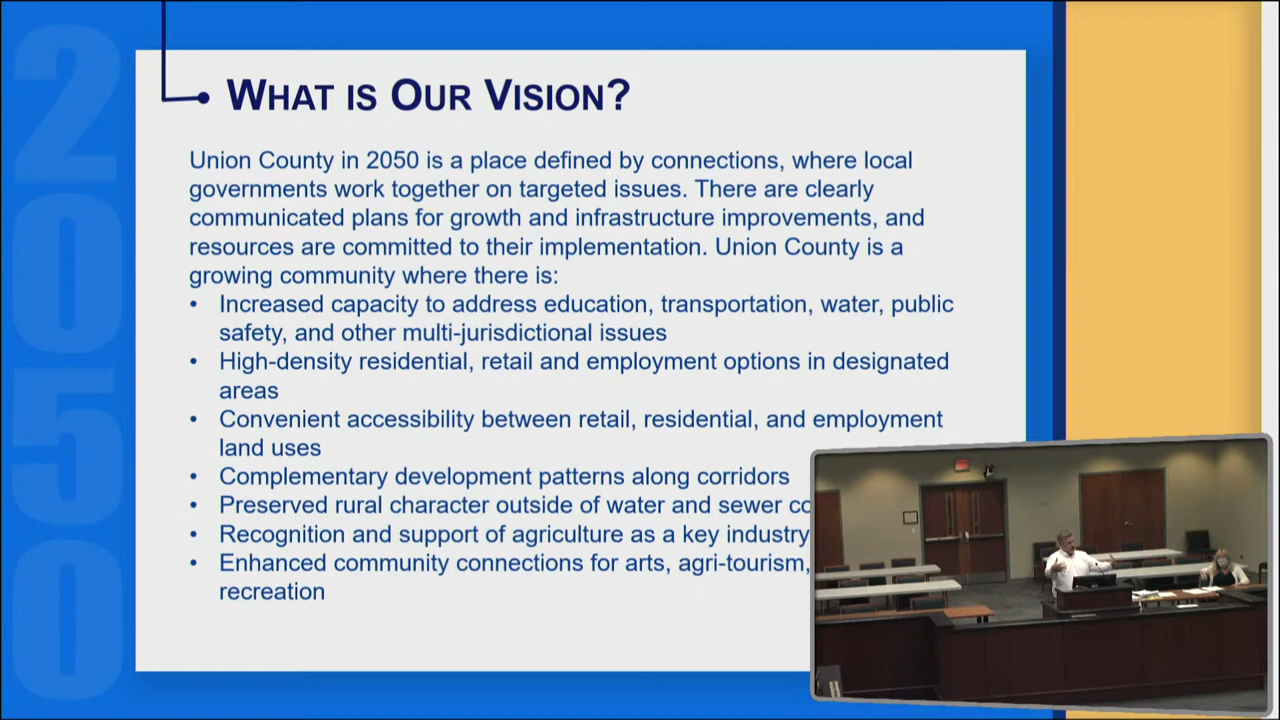 2050
WHAT IS OUR VISION?
Union County in 2050 is a place defined by connections, where local
governments work together on targeted issues. There are clearly
communicated plans for growth and infrastructure improvements, and
resources are committed to their implementation. Union County is a
growing community where there is:
• Increased capacity to address education, transportation, water, public
safety, and other multi-jurisdictional issues
• High-density residential, retail and employment options in designated
areas
• Convenient accessibility between retail, residential, and employment
land uses
• Complementary development patterns along corridors
• Preserved rural character outside of water and sewer
• Recognition and support of agriculture as a key industry
• Enhanced community connections for arts, agri-tourism,
recreation